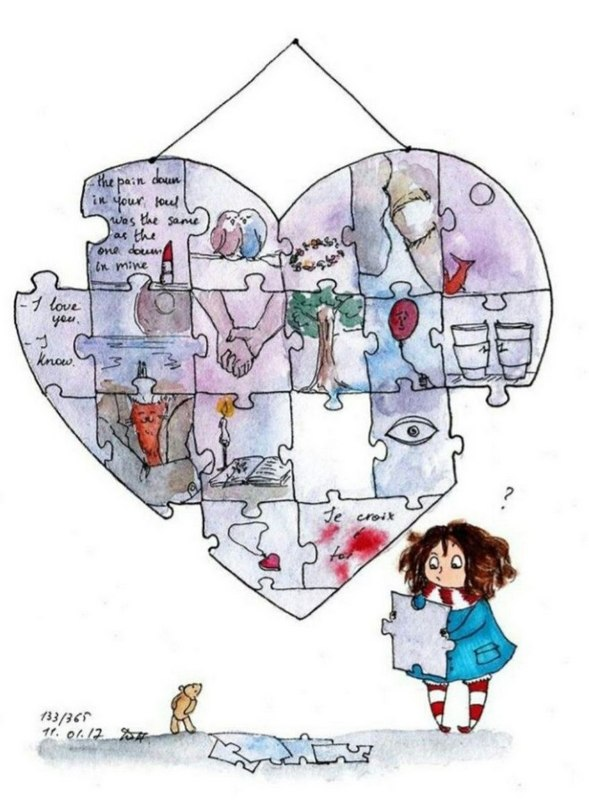 the pain down
in your soul
was the same
as the
one down
in mine
- I love
you.
- I
know.
Je croix
é
toi
?
133/365
11.01.17